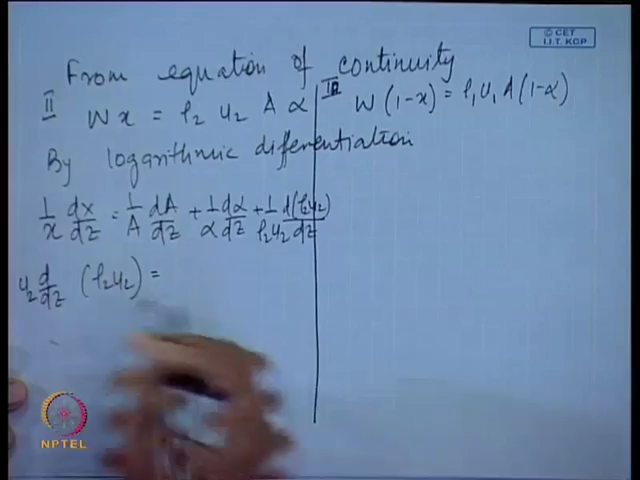 © CET
I.I.T. KGP
From equation of continuity
II Wx = ρ₂ u₂ A α
III W(1-x) = ρ₁ u₁ A(1-α)
By logarithmic differentiation
1/x dx/dz = 1/A dA/dz + 1/α dα/dz + 1/ρ₂u₂ d(ρ₂u₂)/dz
u₂ d/dz (ρ₂u₂) =
NPTEL